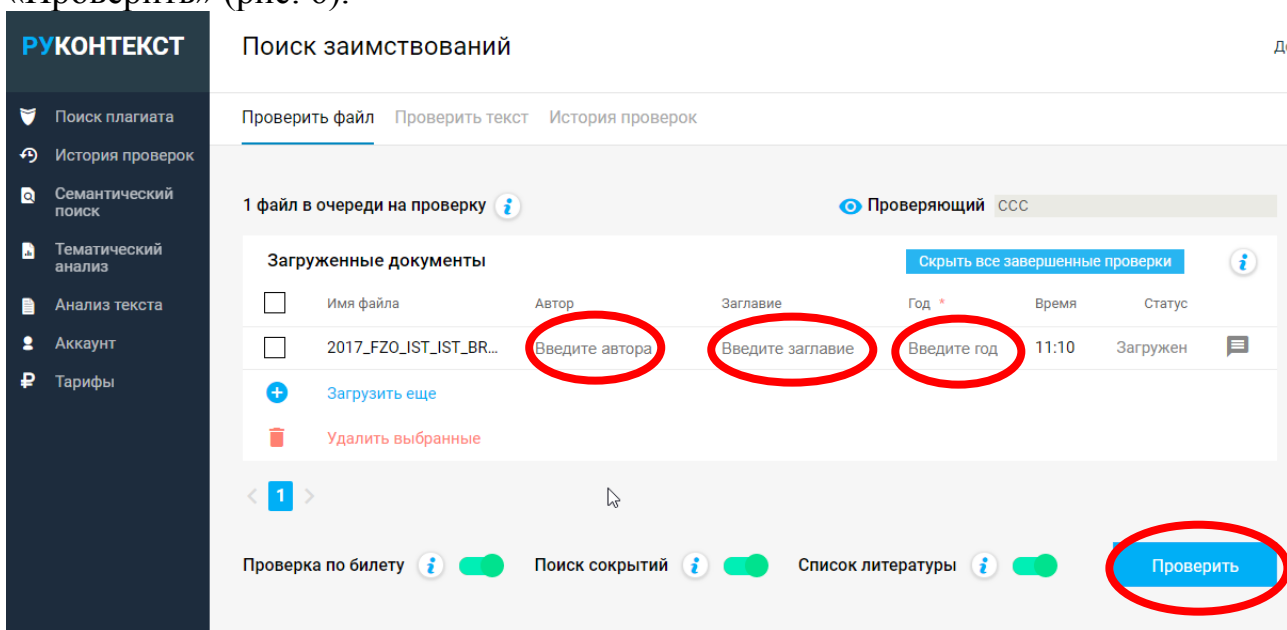 «Проверить» (рис. 6).
РУКОНТЕКСТ
Поиск заимствований
Проверить файл Проверить текст История проверок
Поиск плагиата
История проверок
Семантический
поиск
Тематический
анализ
Анализ текста
Аккаунт
Тарифы
1 файл в очереди на проверку
Проверяющий ссс
Загруженные документы
Скрыть все завершенные проверки
Имя файла Автор Заглавие Год * Время Статус
2017_FZO_IST_IST_BR... Введите автора Введите заглавие Введите год 11:10 Загружен
Загрузить еще
Удалить выбранные
< 1 >
Проверка по билету Поиск сокрытий Список литературы Проверить